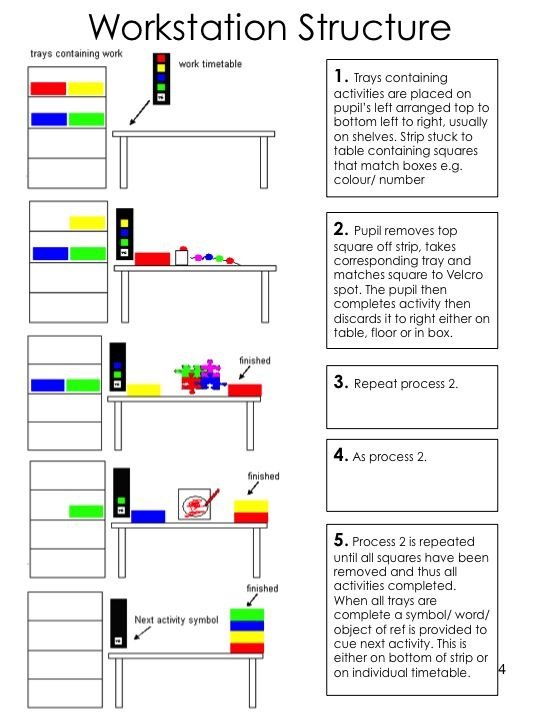 Workstation Structure
trays containing work
work timetable
1. Trays containing
activities are placed on
pupil's left arranged top to
bottom left to right, usually
on shelves. Strip stuck to
table containing squares
that match boxes e.g.
colour/ number
2. Pupil removes top
square off strip, takes
corresponding tray and
matches square to Velcro
spot. The pupil then
completes activity then
discards it to right either on
table, floor or in box.
finished
3. Repeat process 2.
finished
4. As process 2.
finished
Next activity symbol
5. Process 2 is repeated
until all squares have been
removed and thus all
activities completed.
When all trays are
complete a symbol/ word/
object of ref is provided to
cue next activity. This is
either on bottom of strip or
on individual timetable.
4